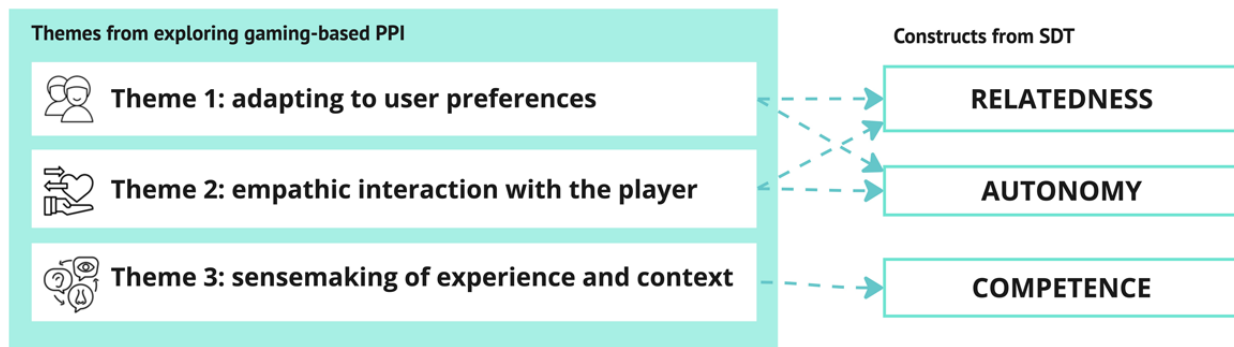 Themes from exploring gaming-based PPI
Constructs from SDT
Theme 1: adapting to user preferences
RELATEDNESS
Theme 2: empathic interaction with the player
AUTONOMY
Theme 3: sensemaking of experience and context
COMPETENCE